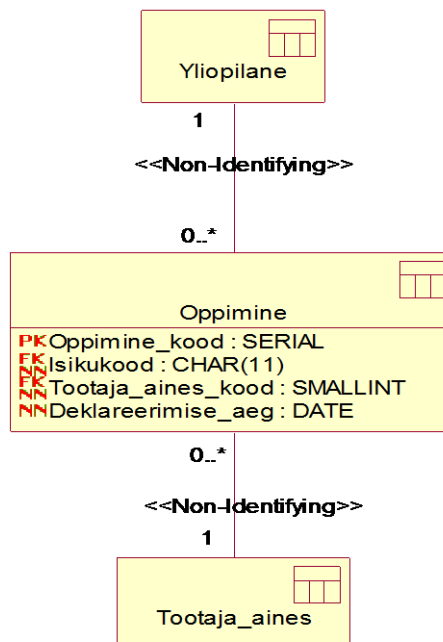 Yliopilane
1
<<Non-Identifying>>
0..*
Oppimine
PK Oppimine_kood : SERIAL
FK NN Isikukood : CHAR(11)
FK NN Tootaja_aines_kood : SMALLINT
NN Deklareerimise_aeg : DATE
0..*
<<Non-Identifying>>
1
Tootaja_aines